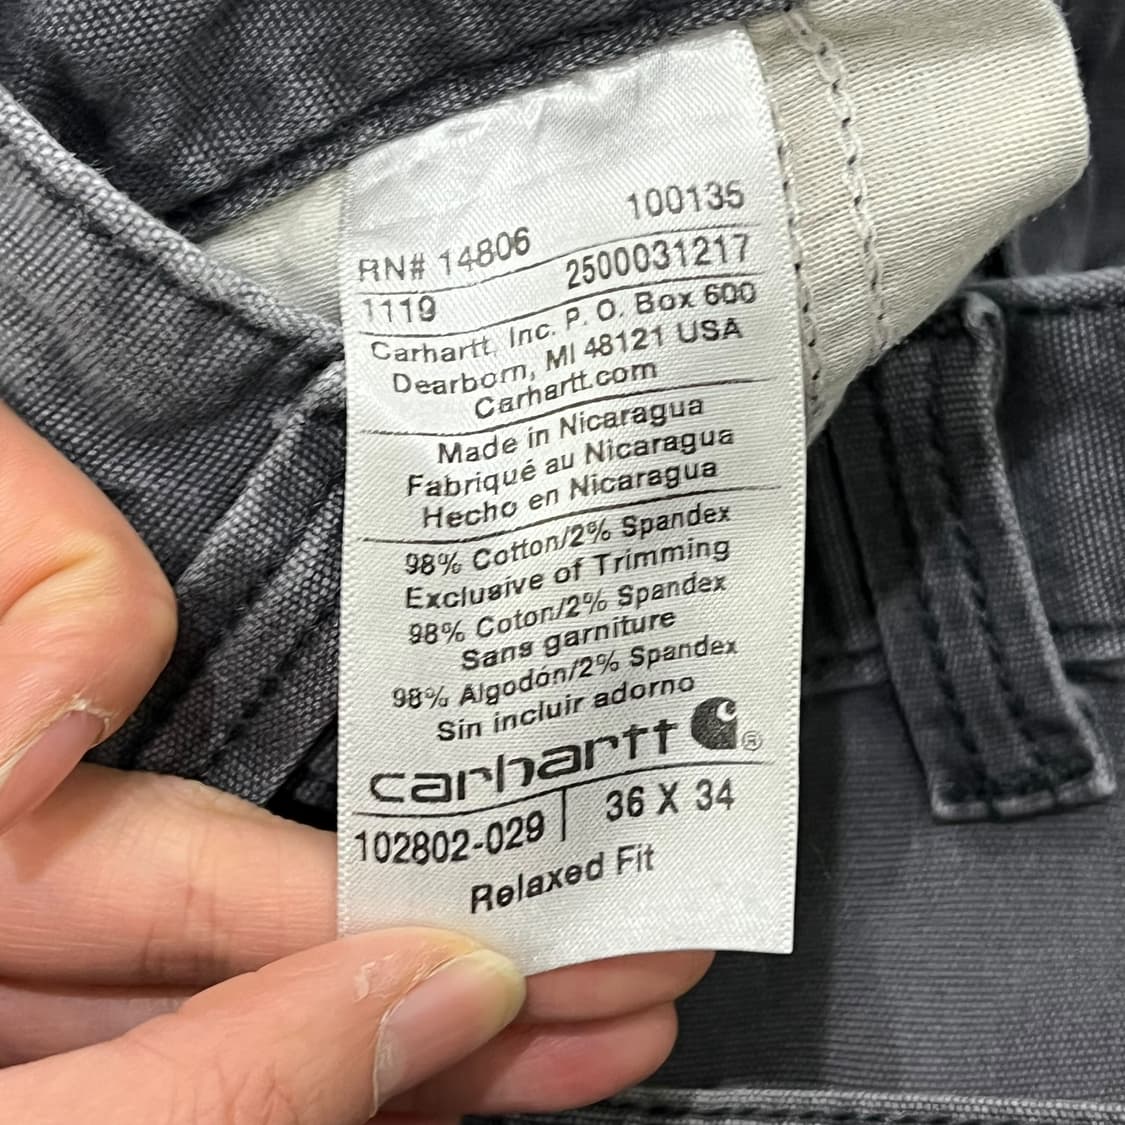 RN# 14806 100135
1119 2500031217
Carhartt, Inc. P. O. Box 600
Dearborn, MI 48121 USA
Carhartt.com
Made in Nicaragua
Fabriqué au Nicaragua
Hecho en Nicaragua
98% Cotton/2% Spandex
Exclusive of Trimming
98% Coton/2% Spandex
Sans garniture
98% Algodón/2% Spandex
Sin incluir adorno
carhartt ®
102802-029 | 36 X 34
Relaxed Fit